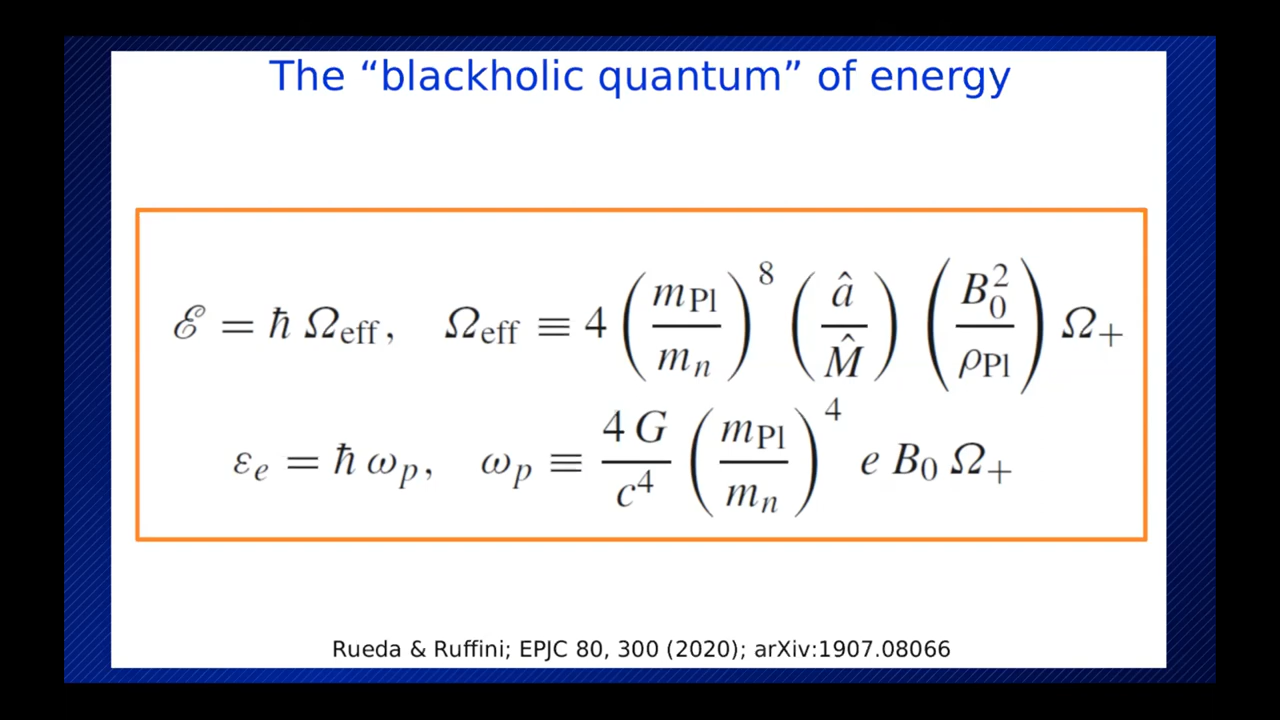 The “blackholic quantum” of energy
ℰ = ħ Ω_eff, Ω_eff ≡ 4 (m_Pl / m_n)^8 (â / M̂) (B_0^2 / ρ_Pl) Ω_+
ε_e = ħ ω_p, ω_p ≡ (4 G / c^4) (m_Pl / m_n)^4 e B_0 Ω_+
Rueda & Ruffini; EPJC 80, 300 (2020); arXiv:1907.08066